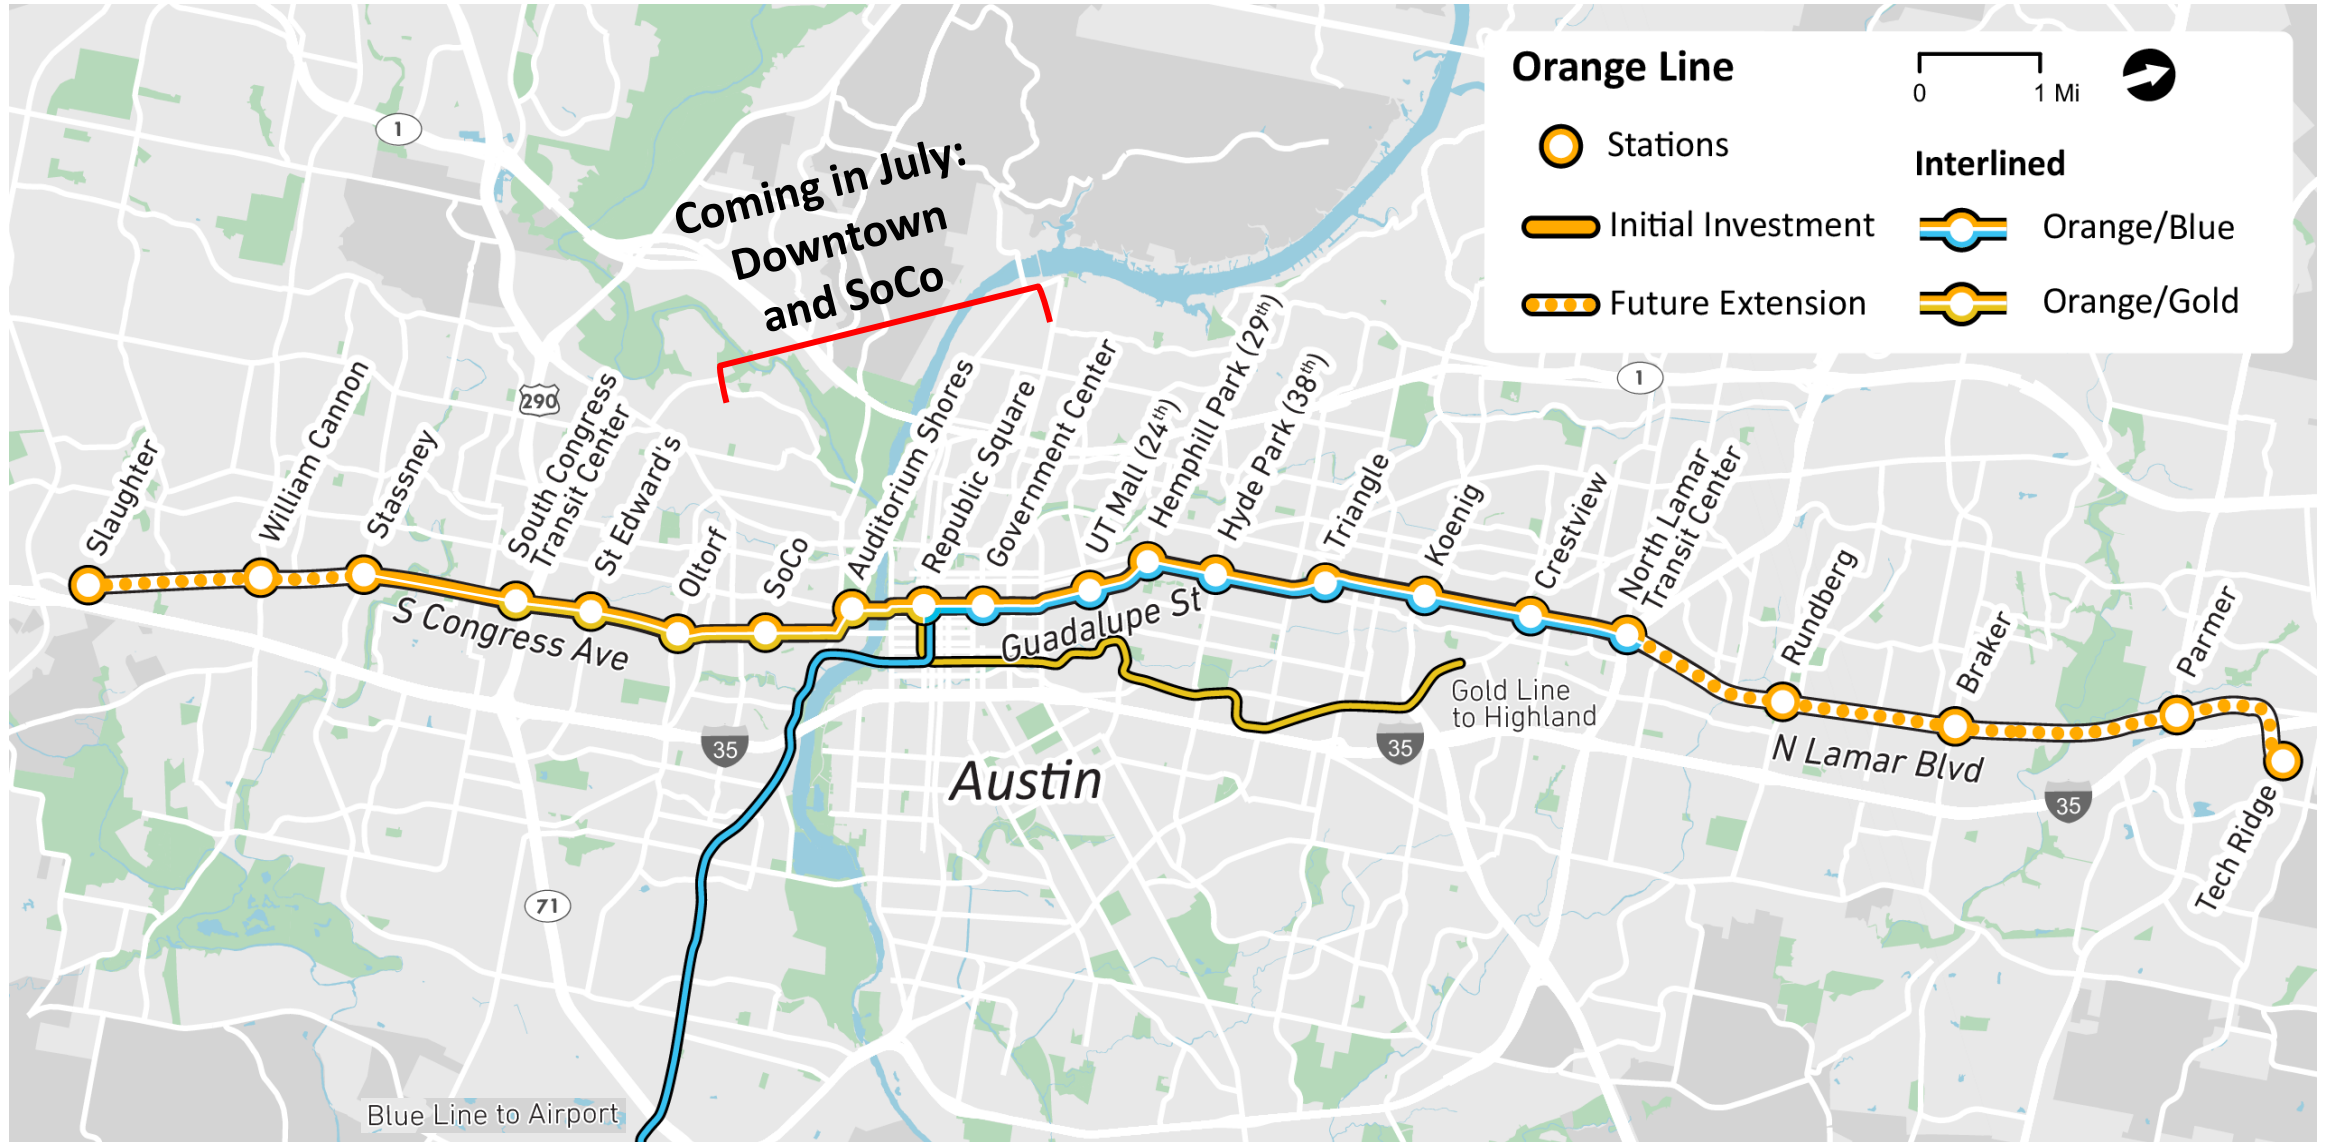 Orange Line
0
1 Mi
Stations
Interlined
Initial Investment
Orange/Blue
Future Extension
Orange/Gold
1
Coming in July:
Downtown
and SoCo
290
1
Slaughter
William Cannon
Stassney
South Congress
Transit Center
St Edward's
Oltorf
SoCo
Auditorium Shores
Republic Square
Government Center
UT Mall (24th)
Hemphill Park (29th)
Hyde Park (38th)
Triangle
Koenig
Crestview
North Lamar
Transit Center
Rundberg
Braker
Parmer
Tech Ridge
S Congress Ave
Guadalupe St
N Lamar Blvd
Gold Line
to Highland
35
35
35
Austin
71
Blue Line to Airport